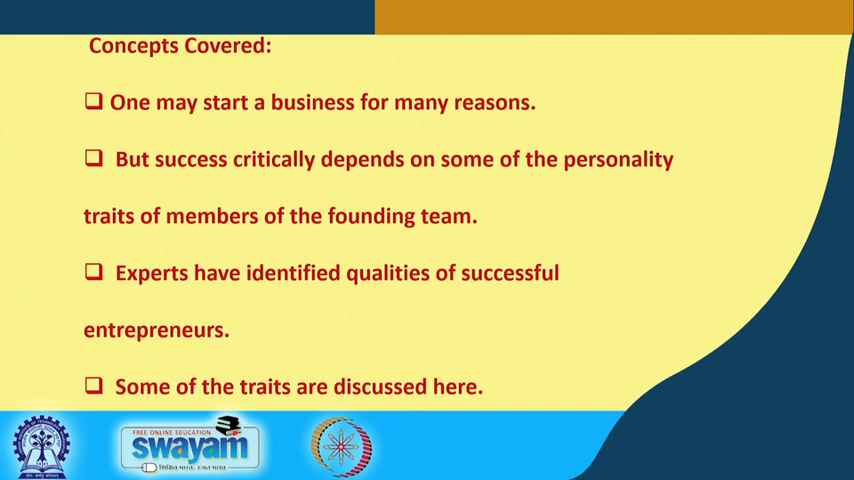 Concepts Covered:
❑ One may start a business for many reasons.
❑ But success critically depends on some of the personality
traits of members of the founding team.
❑ Experts have identified qualities of successful
entrepreneurs.
❑ Some of the traits are discussed here.
FREE ONLINE EDUCATION
swayam